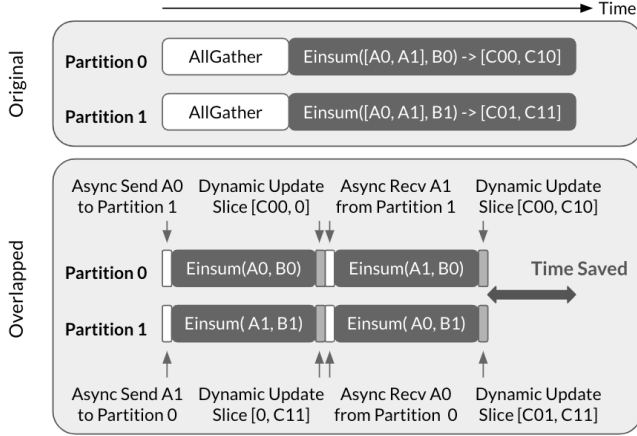 Time
Original
Partition 0
AllGather
Einsum([A0, A1], B0) -> [C00, C10]
Partition 1
AllGather
Einsum([A0, A1], B1) -> [C01, C11]
Overlapped
Async Send A0
to Partition 1
Dynamic Update
Slice [C00, 0]
Async Recv A1
from Partition 1
Dynamic Update
Slice [C00, C10]
Partition 0
Einsum(A0, B0)
Einsum(A1, B0)
Time Saved
Partition 1
Einsum( A1, B1)
Einsum( A0, B1)
Async Send A1
to Partition 0
Dynamic Update
Slice [0, C11]
Async Recv A0
from Partition 0
Dynamic Update
Slice [C01, C11]